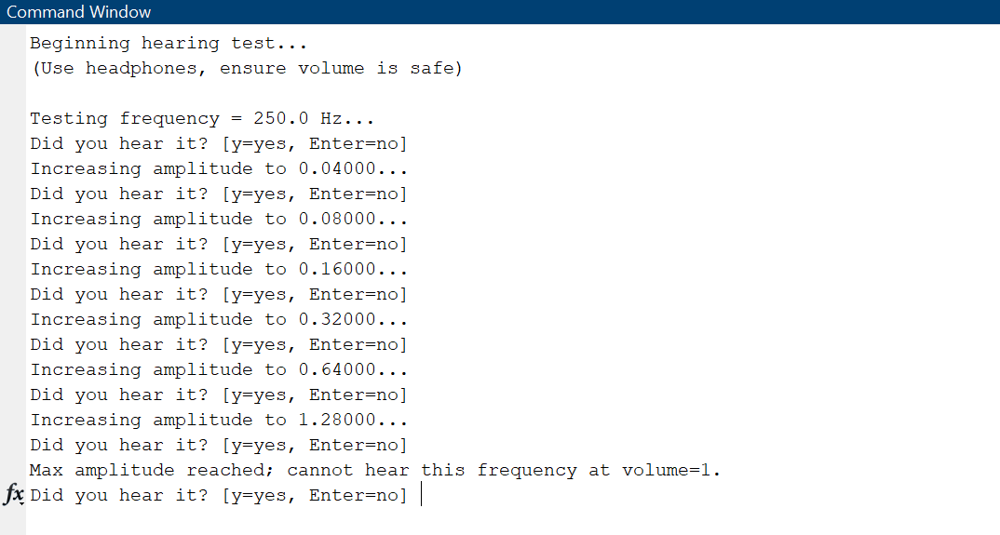 Command Window
Beginning hearing test...
(Use headphones, ensure volume is safe)
Testing frequency = 250.0 Hz...
Did you hear it? [y=yes, Enter=no]
Increasing amplitude to 0.04000...
Did you hear it? [y=yes, Enter=no]
Increasing amplitude to 0.08000...
Did you hear it? [y=yes, Enter=no]
Increasing amplitude to 0.16000...
Did you hear it? [y=yes, Enter=no]
Increasing amplitude to 0.32000...
Did you hear it? [y=yes, Enter=no]
Increasing amplitude to 0.64000...
Did you hear it? [y=yes, Enter=no]
Increasing amplitude to 1.28000...
Did you hear it? [y=yes, Enter=no]
Max amplitude reached; cannot hear this frequency at volume=1.
fx Did you hear it? [y=yes, Enter=no]